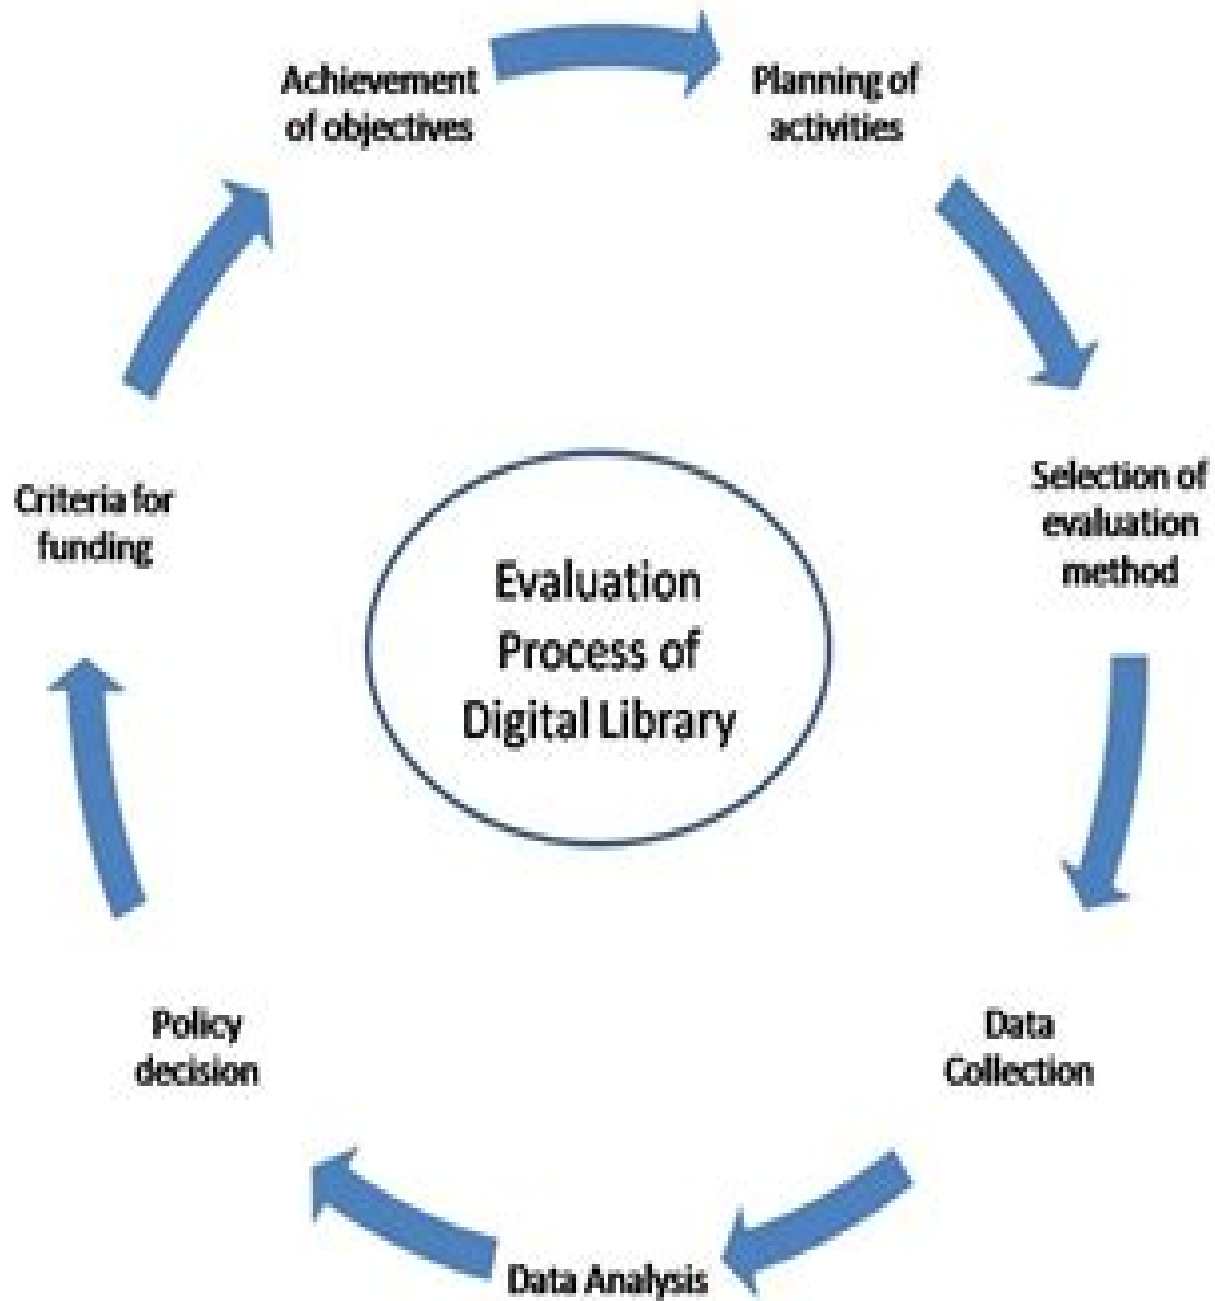 Achievement
of objectives
Planning of
activities
Selection of
evaluation
method
Data
Collection
Data Analysis
Policy
decision
Criteria for
funding
Evaluation
Process of
Digital Library